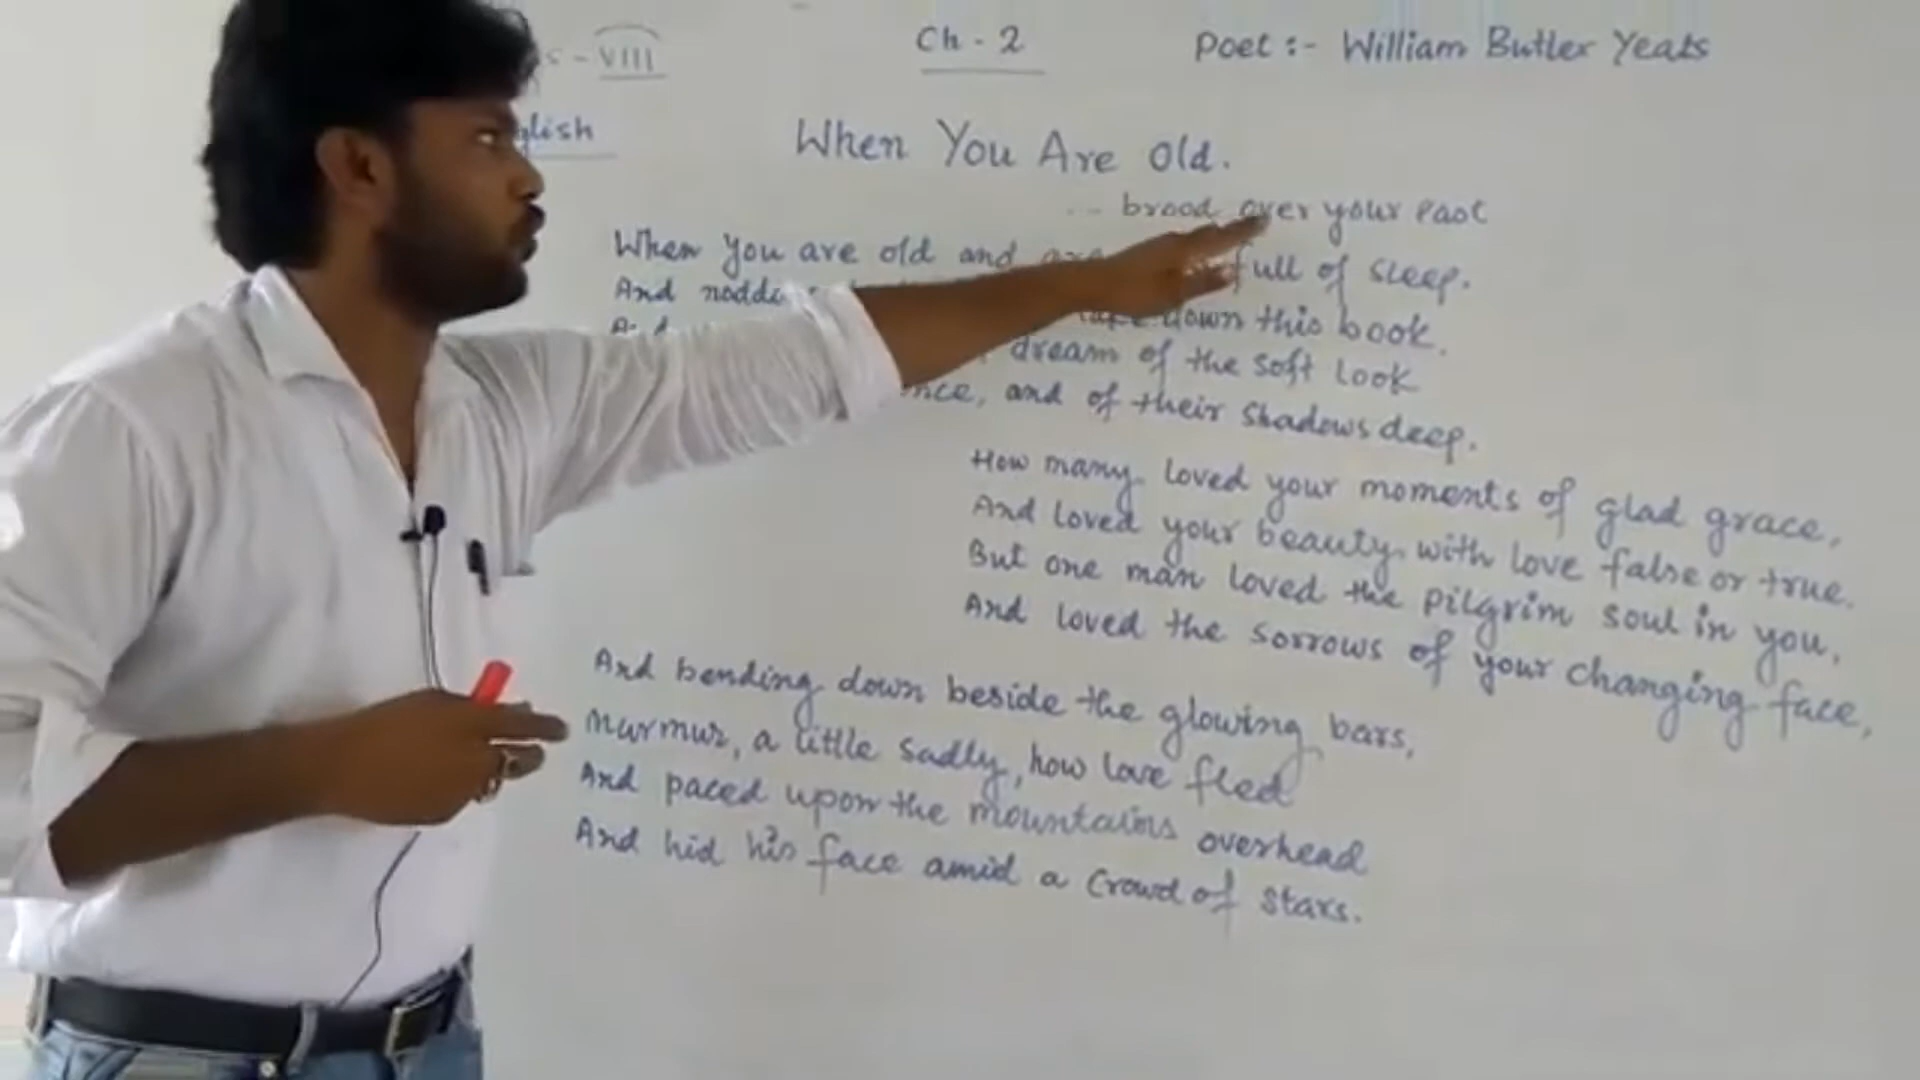 VIII
Ch - 2
Poet :- William Butler Yeats
glish
When You Are Old.
brood over your Past
When you are old and full of sleep.
And down this book.
dream of the soft look
nce, and of their shadows deep.
How many loved your moments of glad grace,
And loved your beauty with love false or true.
But one man loved the pilgrim soul in you,
And loved the sorrows of your changing face,
And bending down beside the glowing bars,
Murmur, a little sadly, how love fled
And paced upon the mountains overhead
And hid his face amid a crowd of stars.